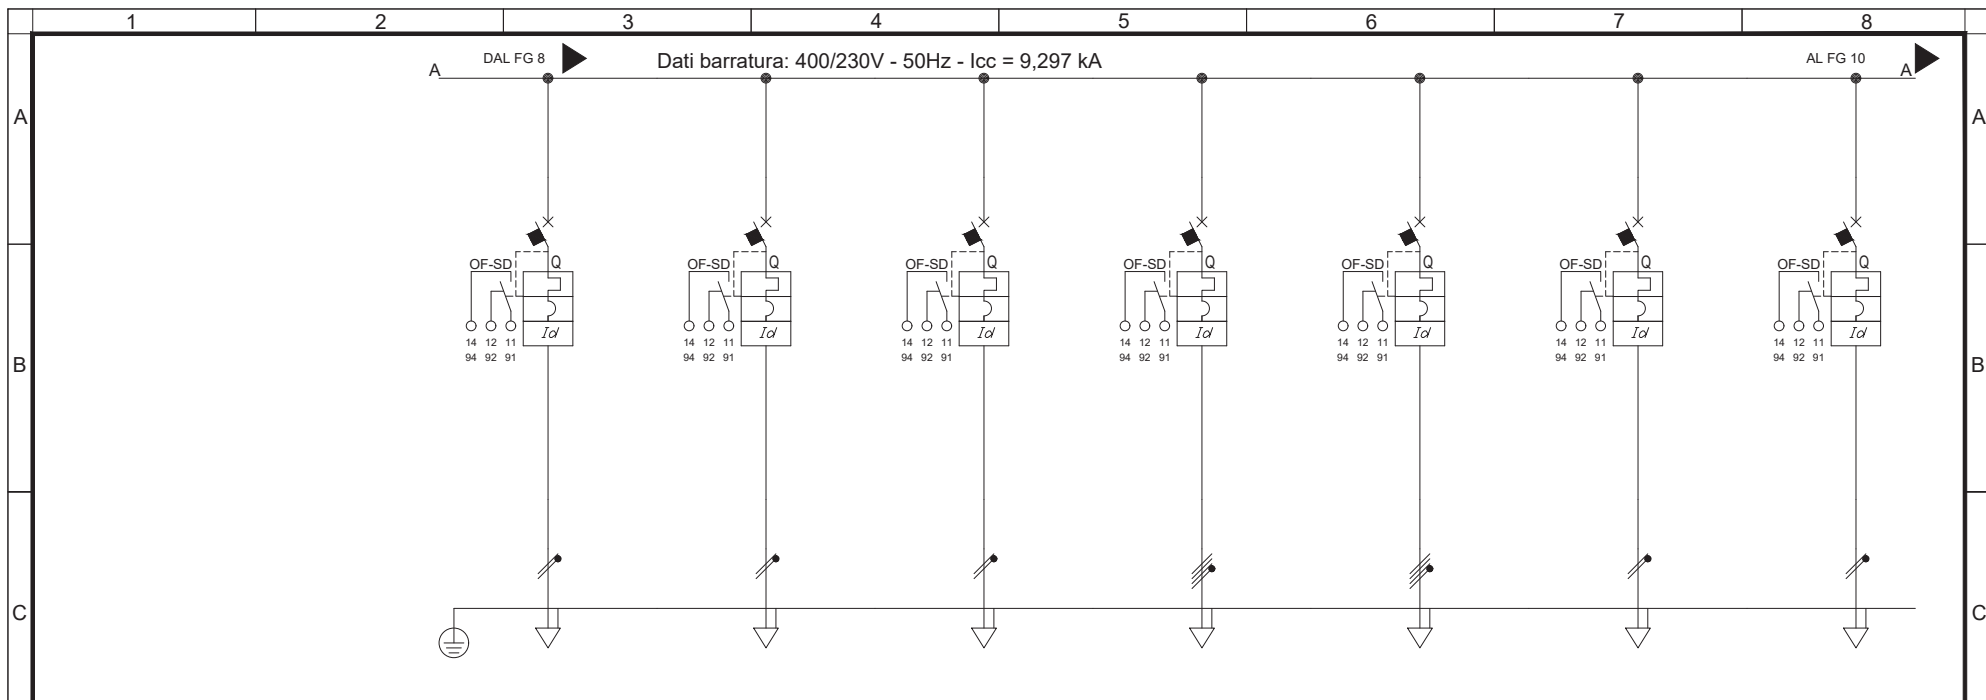 1 2 3 4 5 6 7 8
DAL FG 8 Dati barratura: 400/230V - 50Hz - Icc = 9,297 kA AL FG 10
A A
A A
OF-SD Q OF-SD Q OF-SD Q OF-SD Q OF-SD Q OF-SD Q OF-SD Q
Id Id Id Id Id Id Id
14 12 11 14 12 11 14 12 11 14 12 11 14 12 11 14 12 11 14 12 11
94 92 91 94 92 91 94 92 91 94 92 91 94 92 91 94 92 91 94 92 91
B B
C C